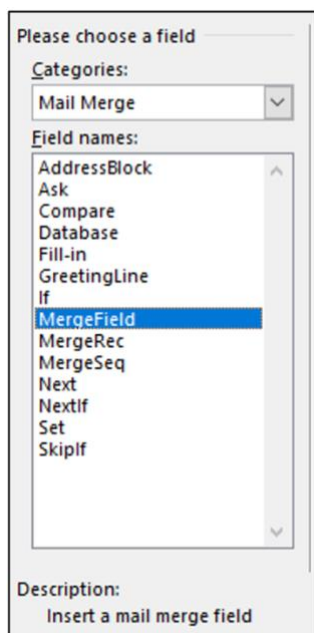 Please choose a field
Categories:
Mail Merge
Field names:
AddressBlock
Ask
Compare
Database
Fill-in
GreetingLine
If
MergeField
MergeRec
MergeSeq
Next
NextIf
Set
SkipIf
Description:
Insert a mail merge field